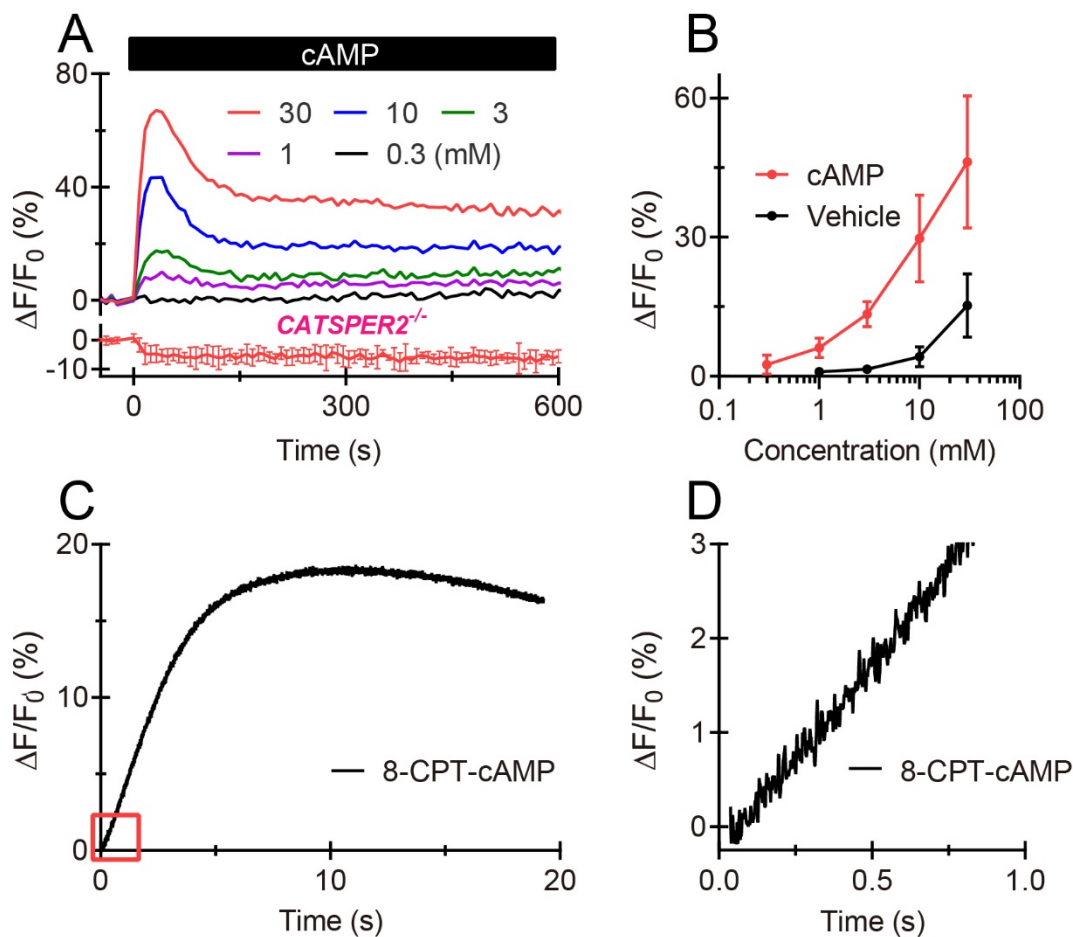 A
cAMP
80
40
0
0
-10
ΔF/F0 (%)
30 10 3
1 0.3 (mM)
CATSPER2-/-
0 300 600
Time (s)
B
60
30
0
ΔF/F0 (%)
cAMP
Vehicle
0.1 1 10 100
Concentration (mM)
C
20
10
0
ΔF/F0 (%)
8-CPT-cAMP
0 10 20
Time (s)
D
3
2
1
0
ΔF/F0 (%)
8-CPT-cAMP
0.0 0.5 1.0
Time (s)